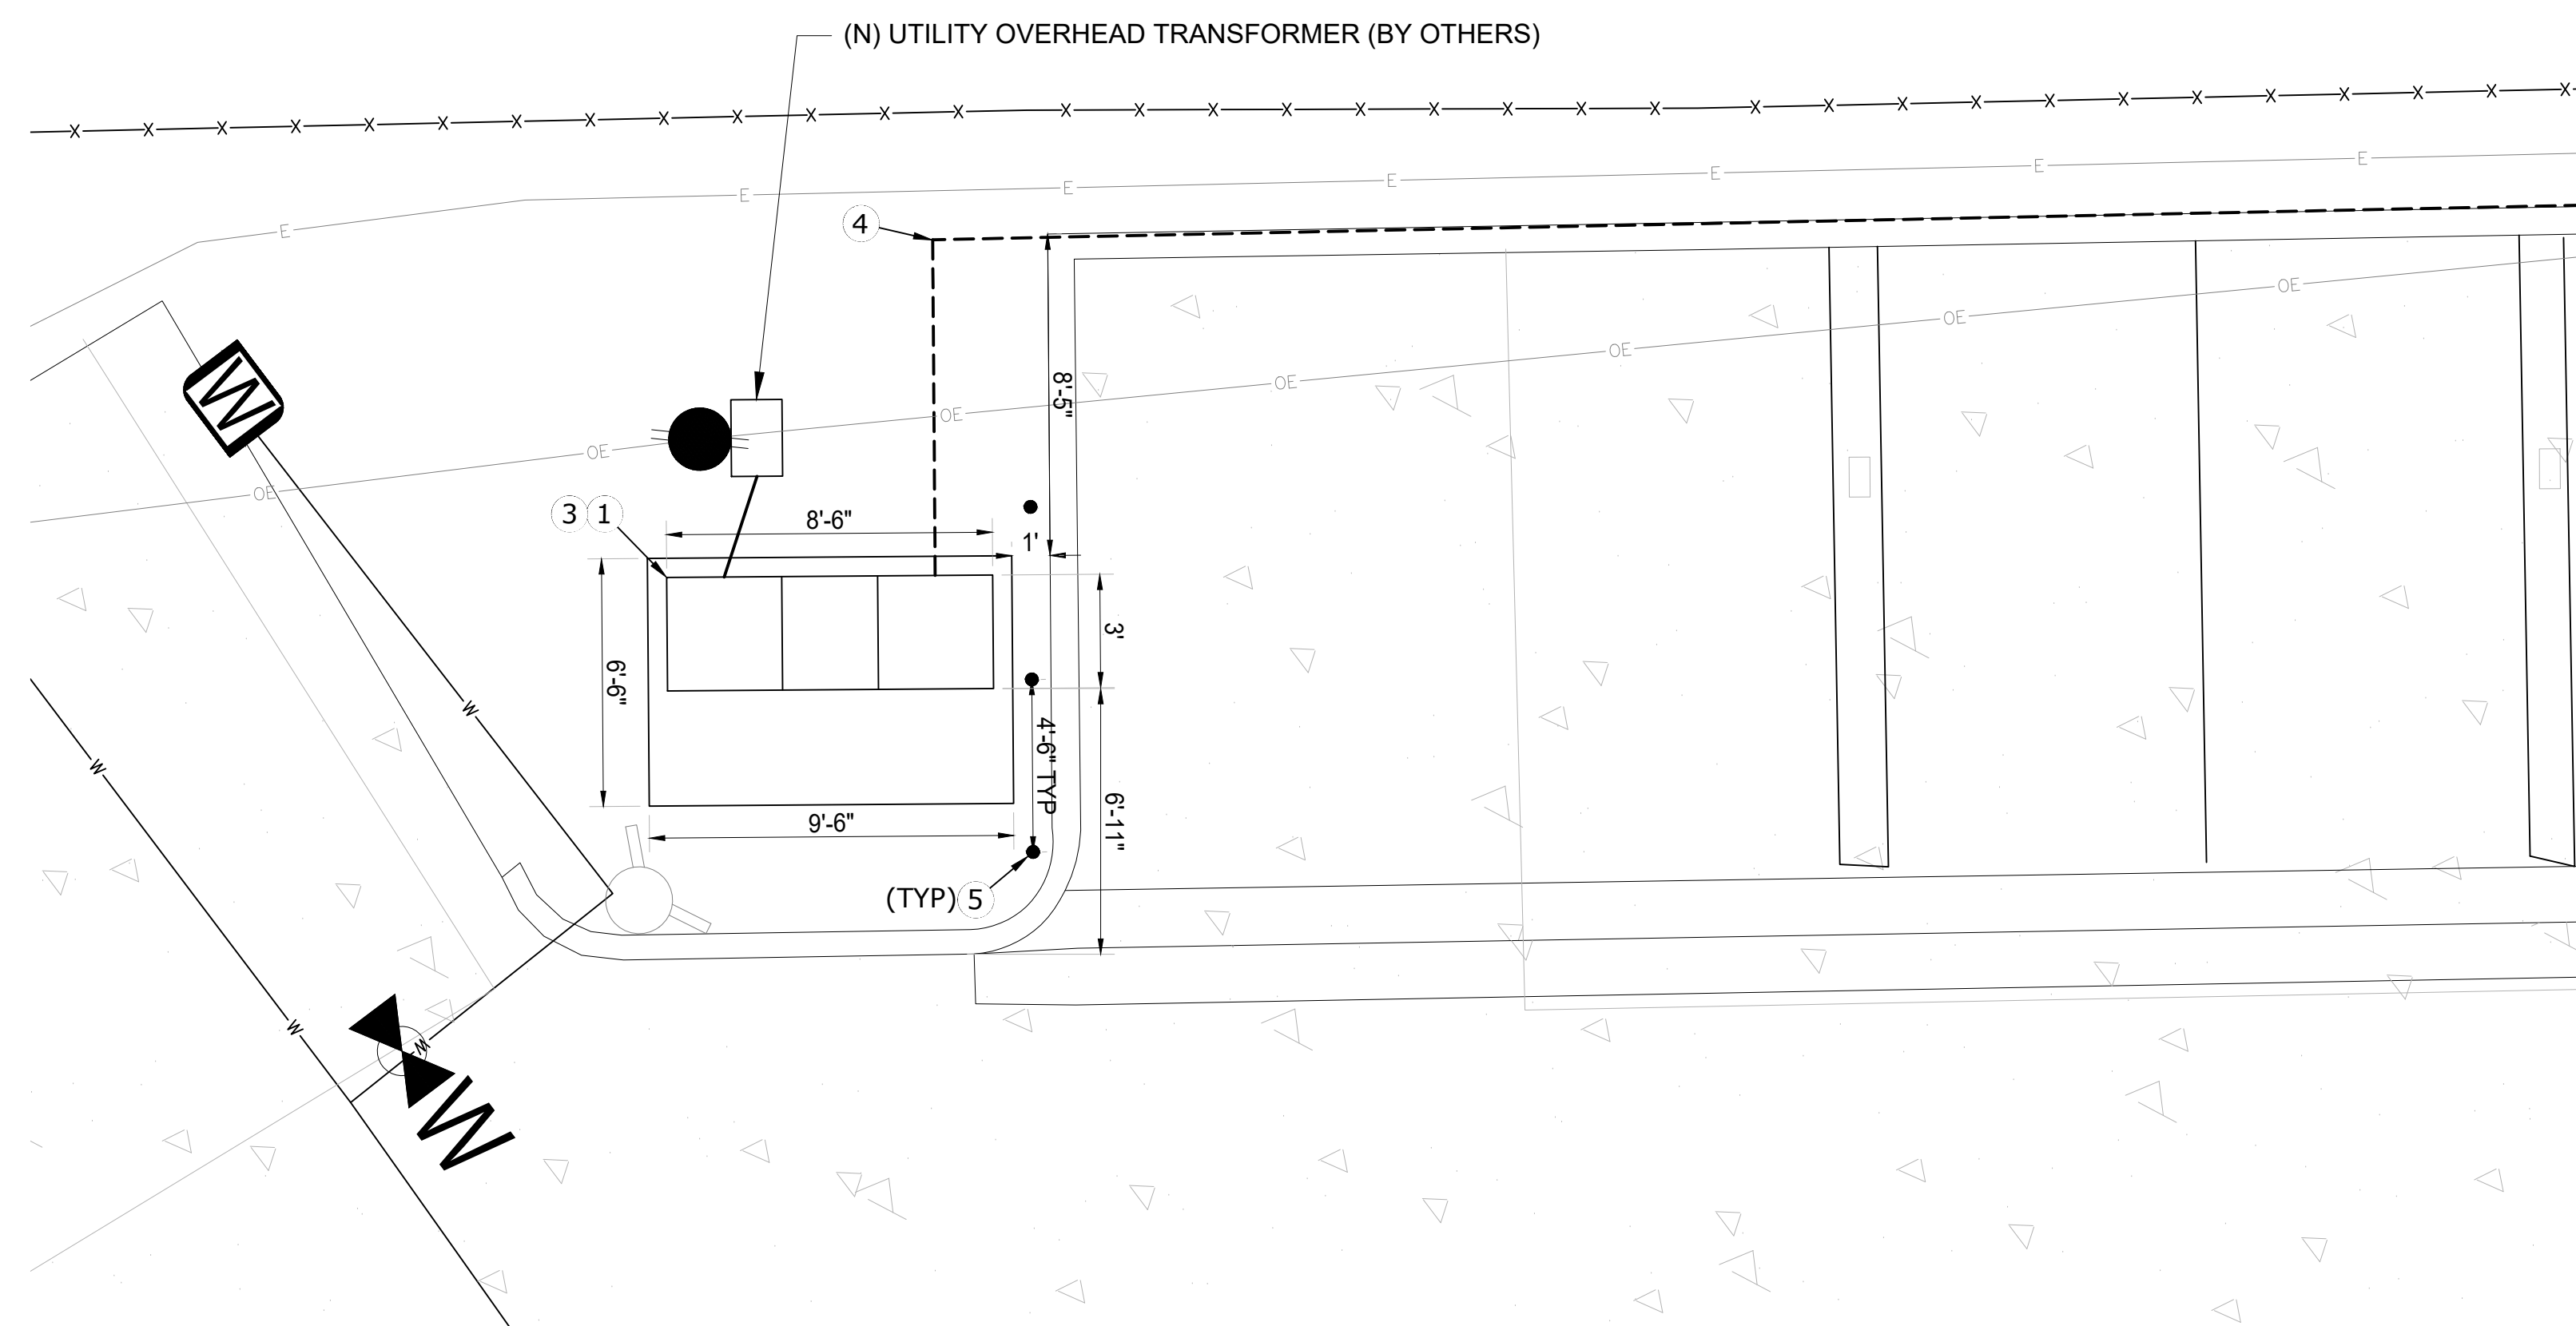 (N) UTILITY OVERHEAD TRANSFORMER (BY OTHERS)
X X X X X X X X X X X X X X X X X X X X X X X X X X X X X X X X X X
E E E E E E
4
OE OE OE OE OE OE OE
8'-5"
W
3 1
8'-6"
1'
3'
6'-6"
W
4'-6" TYP
W
6'-11"
9'-6"
(TYP) 5
W
W
W